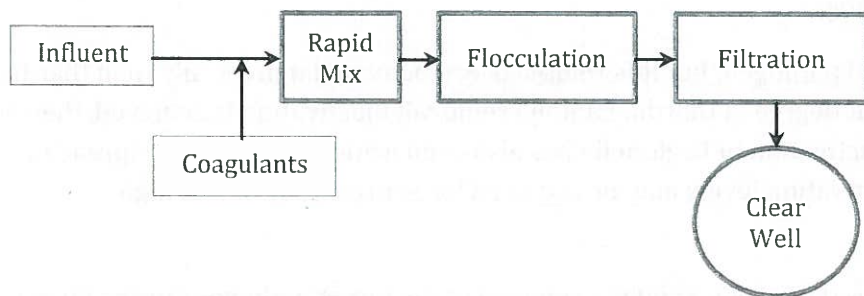 Influent
Rapid
Mix
Flocculation
Filtration
Coagulants
Clear
Well